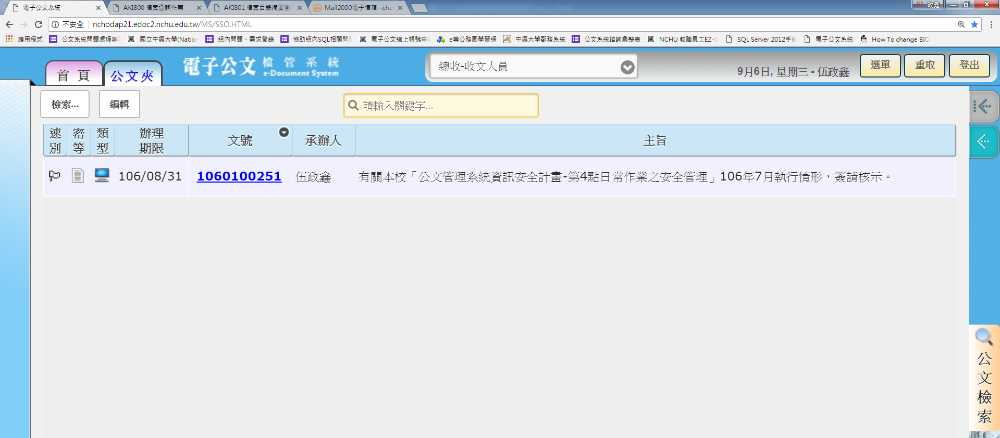 電子公文系統
AKI800 檔案查詢作業
AKI801 檔案目錄摘要瀏
Mail2000電子信箱--che
政鑫
不安全
nchodap21.edoc2.nchu.edu.tw/MS/SSO.HTML
應用程式
公文系統問題處理專
國立中興大學(Nation
組內問題、需求登錄
協助組內SQL相關問題
電子公文線上帳號申
e等公務園學習網
中興大學郵務系統
公文系統諮詢彙整表
NCHU 教職員工EZ-C
SQL Server 2012手動
電子公文系統
How To change BIO
首頁
公文夾
電子公文 檔管系統
e-Document System
總收-收文人員
9月6日, 星期三 - 伍政鑫
選單
重取
登出
檢索...
編輯
請輸入關鍵字...
速別
密等
類型
辦理期限
文號
承辦人
主旨
106/08/31
1060100251
伍政鑫
有關本校「公文管理系統資訊安全計畫-第4點日常作業之安全管理」106年7月執行情形，簽請核示。
公文檢索